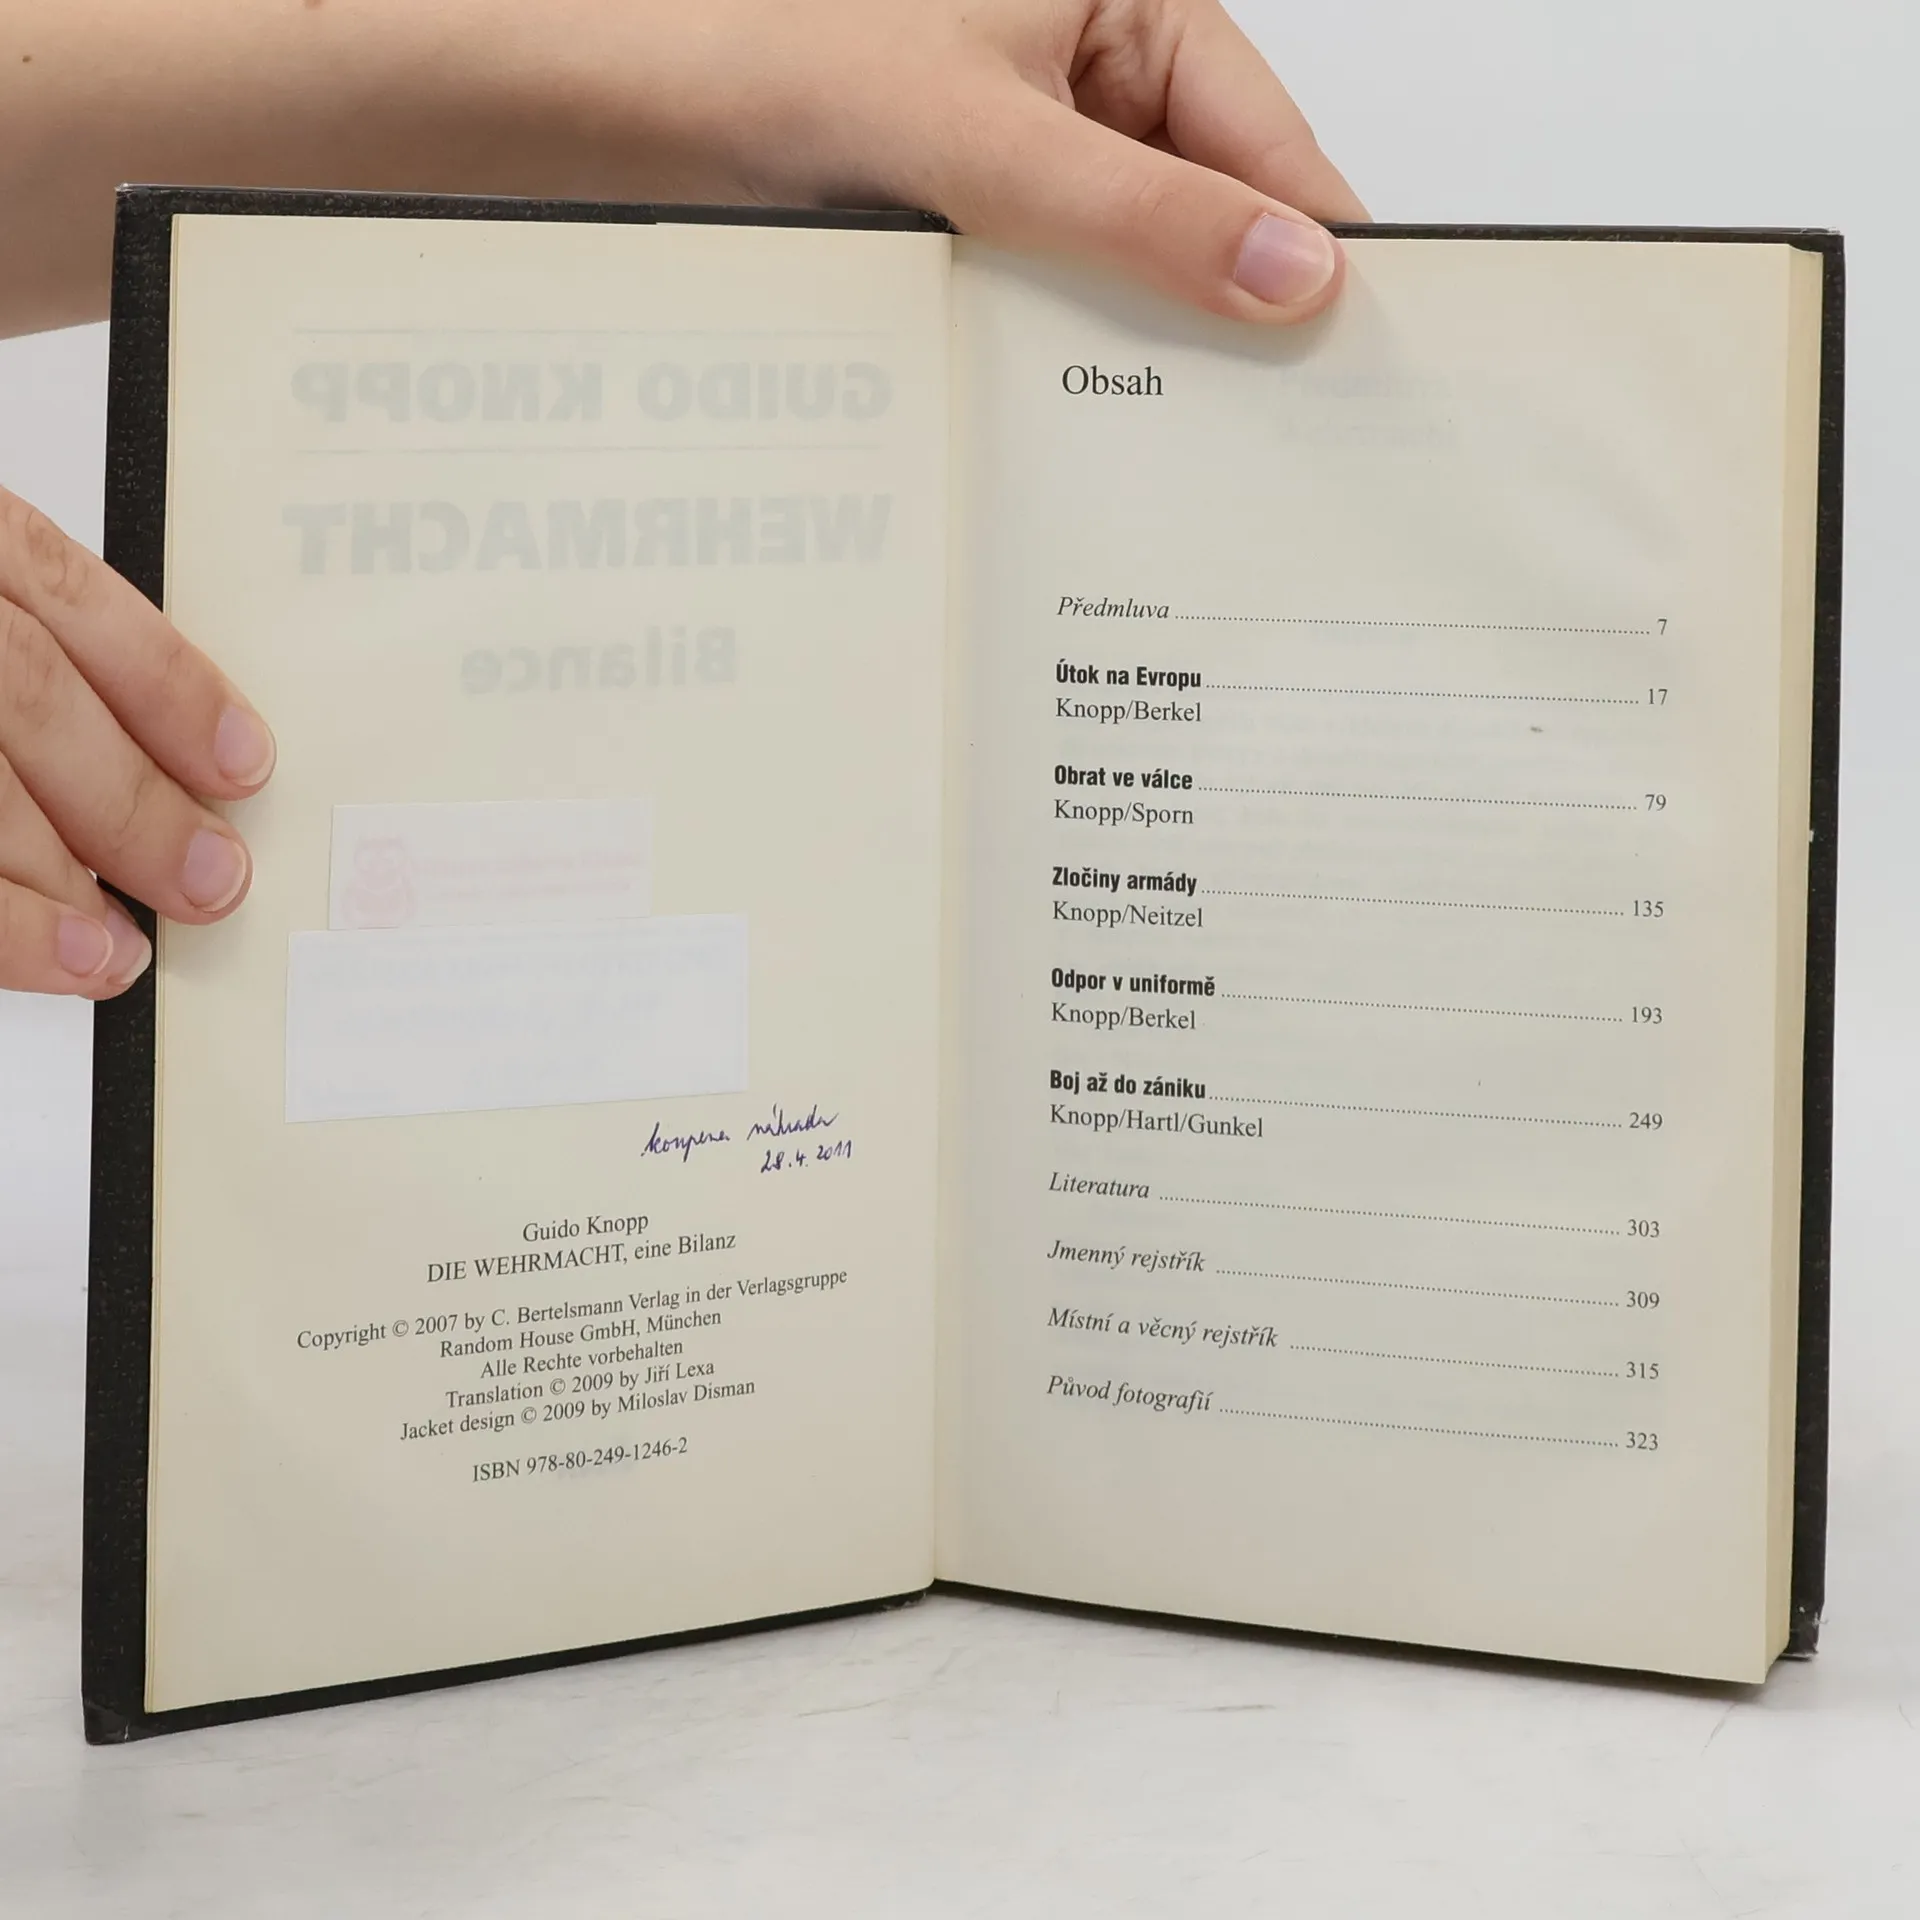 koupena náhrada
28.4.2011
Guido Knopp
DIE WEHRMACHT, eine Bilanz
Copyright © 2007 by C. Bertelsmann Verlag in der Verlagsgruppe
Random House GmbH, München
Alle Rechte vorbehalten
Translation © 2009 by Jiří Lexa
Jacket design © 2009 by Miloslav Disman
ISBN 978-80-249-1246-2
Obsah
Předmluva 7
Útok na Evropu 17
Knopp/Berkel
Obrat ve válce 79
Knopp/Sporn
Zločiny armády 135
Knopp/Neitzel
Odpor v uniformě 193
Knopp/Berkel
Boj až do zániku 249
Knopp/Hartl/Gunkel
Literatura 303
Jmenný rejstřík 309
Místní a věcný rejstřík 315
Původ fotografií 323